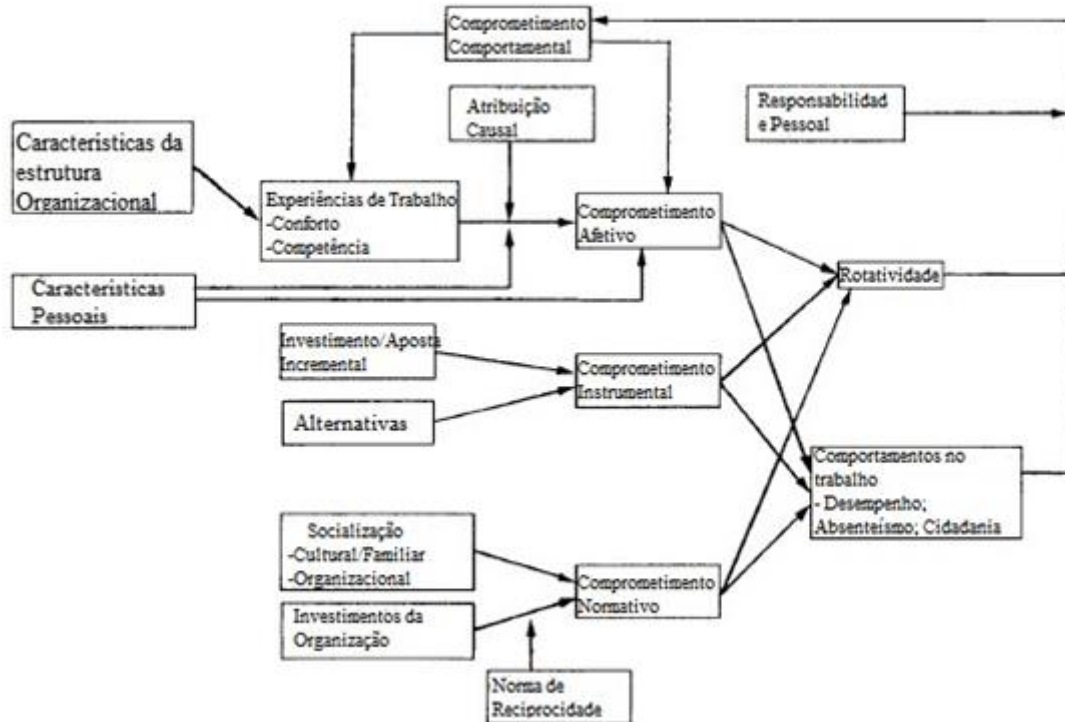 Comprometimento
Comportamental
Atribuição
Causal
Responsabilidad
e Pessoal
Características da
estrutura
Organizacional
Experiências de Trabalho
-Conforto
-Competência
Comprometimento
Afetivo
Características
Pessoais
Rotatividade
Investimento/Aposta
Incremental
Comprometimento
Instrumental
Alternativas
Comportamentos no
trabalho
- Desempenho;
Absenteísmo; Cidadania
Socialização
-Cultural/Familiar
-Organizacional
Comprometimento
Normativo
Investimentos da
Organização
Norma de
Reciprocidade